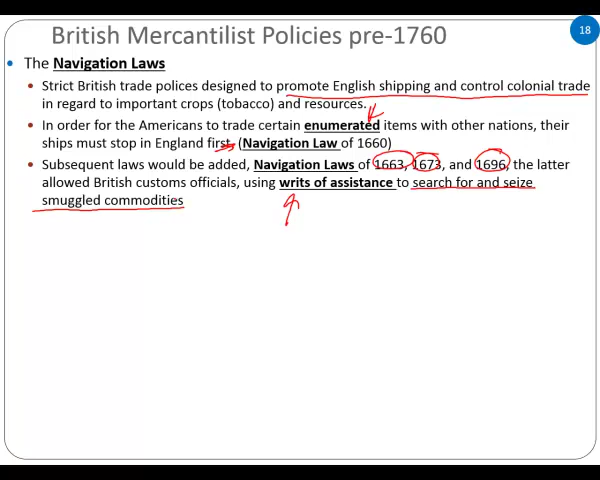 British Mercantilist Policies pre-1760
18
The Navigation Laws
Strict British trade polices designed to promote English shipping and control colonial trade
in regard to important crops (tobacco) and resources.
In order for the Americans to trade certain enumerated items with other nations, their
ships must stop in England first. (Navigation Law of 1660)
Subsequent laws would be added, Navigation Laws of 1663, 1673, and 1696, the latter
allowed British customs officials, using writs of assistance to search for and seize
smuggled commodities